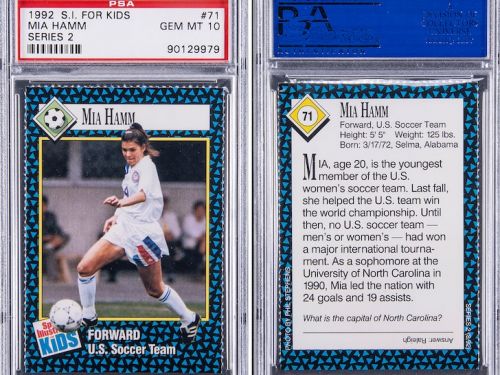 PSA
1992 S.I. FOR KIDS #71
MIA HAMM GEM MT 10
SERIES 2
90129979
MIA HAMM
KIDS
FORWARD
U.S. Soccer Team
PSA
71
MIA HAMM
Forward, U.S. Soccer Team
Height: 5' 5" Weight: 125 lbs.
Born: 3/17/72, Selma, Alabama
MIA, age 20, is the youngest
member of the U.S.
women's soccer team. Last fall,
she helped the U.S. team win
the world championship. Until
then, no U.S. soccer team —
men's or women's — had won
a major international tourna-
ment. As a sophomore at the
University of North Carolina in
1990, Mia led the nation with
24 goals and 19 assists.
What is the capital of North Carolina?
Answer: Raleigh
PHOTO BY PHIL STEPHENS